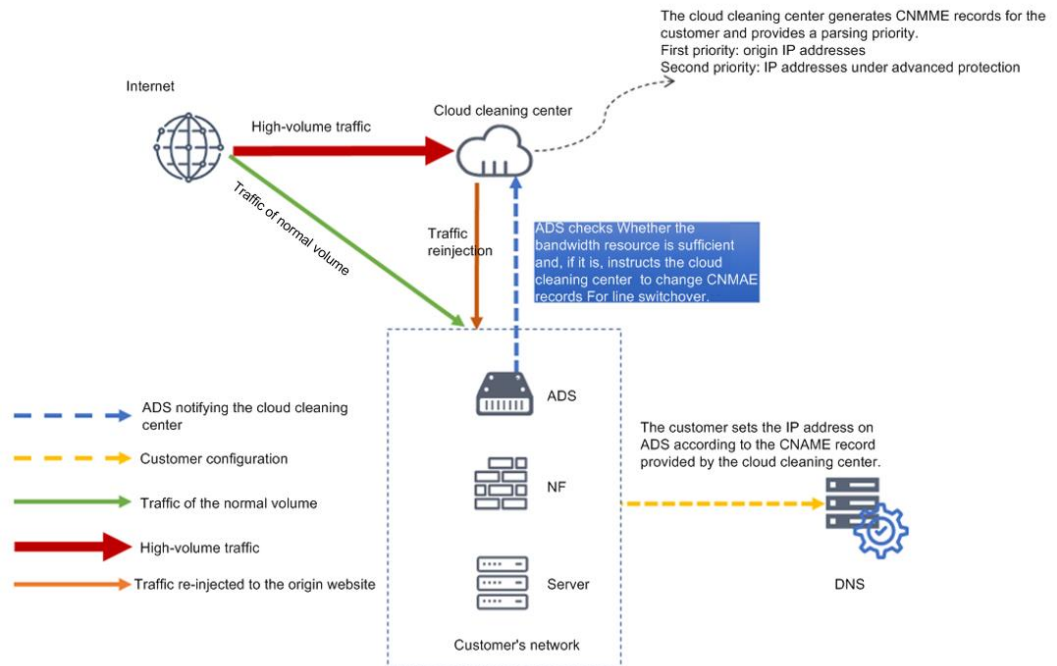 The cloud cleaning center generates CNMME records for the
customer and provides a parsing priority.
First priority: origin IP addresses
Second priority: IP addresses under advanced protection
Internet
Cloud cleaning center
High-volume traffic
Traffic of normal volume
Traffic
reinjection
ADS checks Whether the
bandwidth resource is sufficient
and, if it is, instructs the cloud
cleaning center to change CNMAE
records For line switchover.
ADS
ADS notifying the cloud cleaning
center
Customer configuration
Traffic of the normal volume
High-volume traffic
Traffic re-injected to the origin website
NF
Server
Customer's network
The customer sets the IP address on
ADS according to the CNAME record
provided by the cloud cleaning center.
DNS